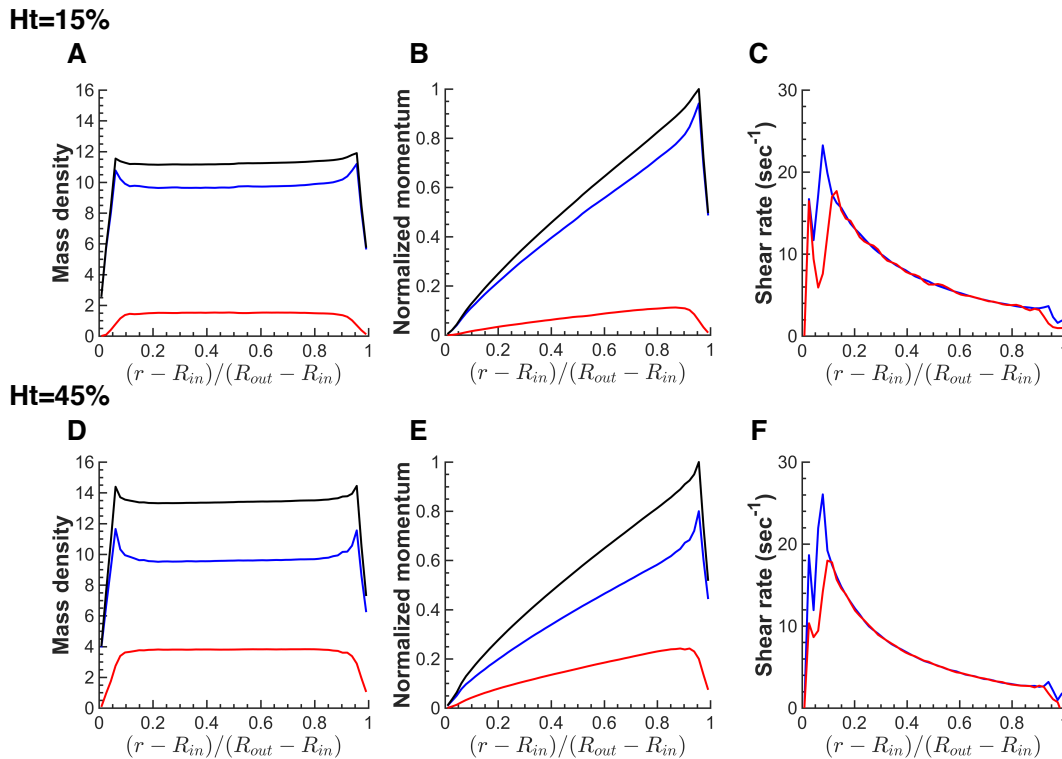 Ht=15%
A
Mass density
16
14
12
10
8
6
4
2
0
0 0.2 0.4 0.6 0.8 1
(r − R_in)/(R_out − R_in)
B
Normalized momentum
1
0.8
0.6
0.4
0.2
0
0 0.2 0.4 0.6 0.8 1
(r − R_in)/(R_out − R_in)
C
Shear rate (sec⁻¹)
30
20
10
0
0 0.2 0.4 0.6 0.8 1
(r − R_in)/(R_out − R_in)
Ht=45%
D
Mass density
16
14
12
10
8
6
4
2
0
0 0.2 0.4 0.6 0.8 1
(r − R_in)/(R_out − R_in)
E
Normalized momentum
1
0.8
0.6
0.4
0.2
0
0 0.2 0.4 0.6 0.8 1
(r − R_in)/(R_out − R_in)
F
Shear rate (sec⁻¹)
30
20
10
0
0 0.2 0.4 0.6 0.8 1
(r − R_in)/(R_out − R_in)